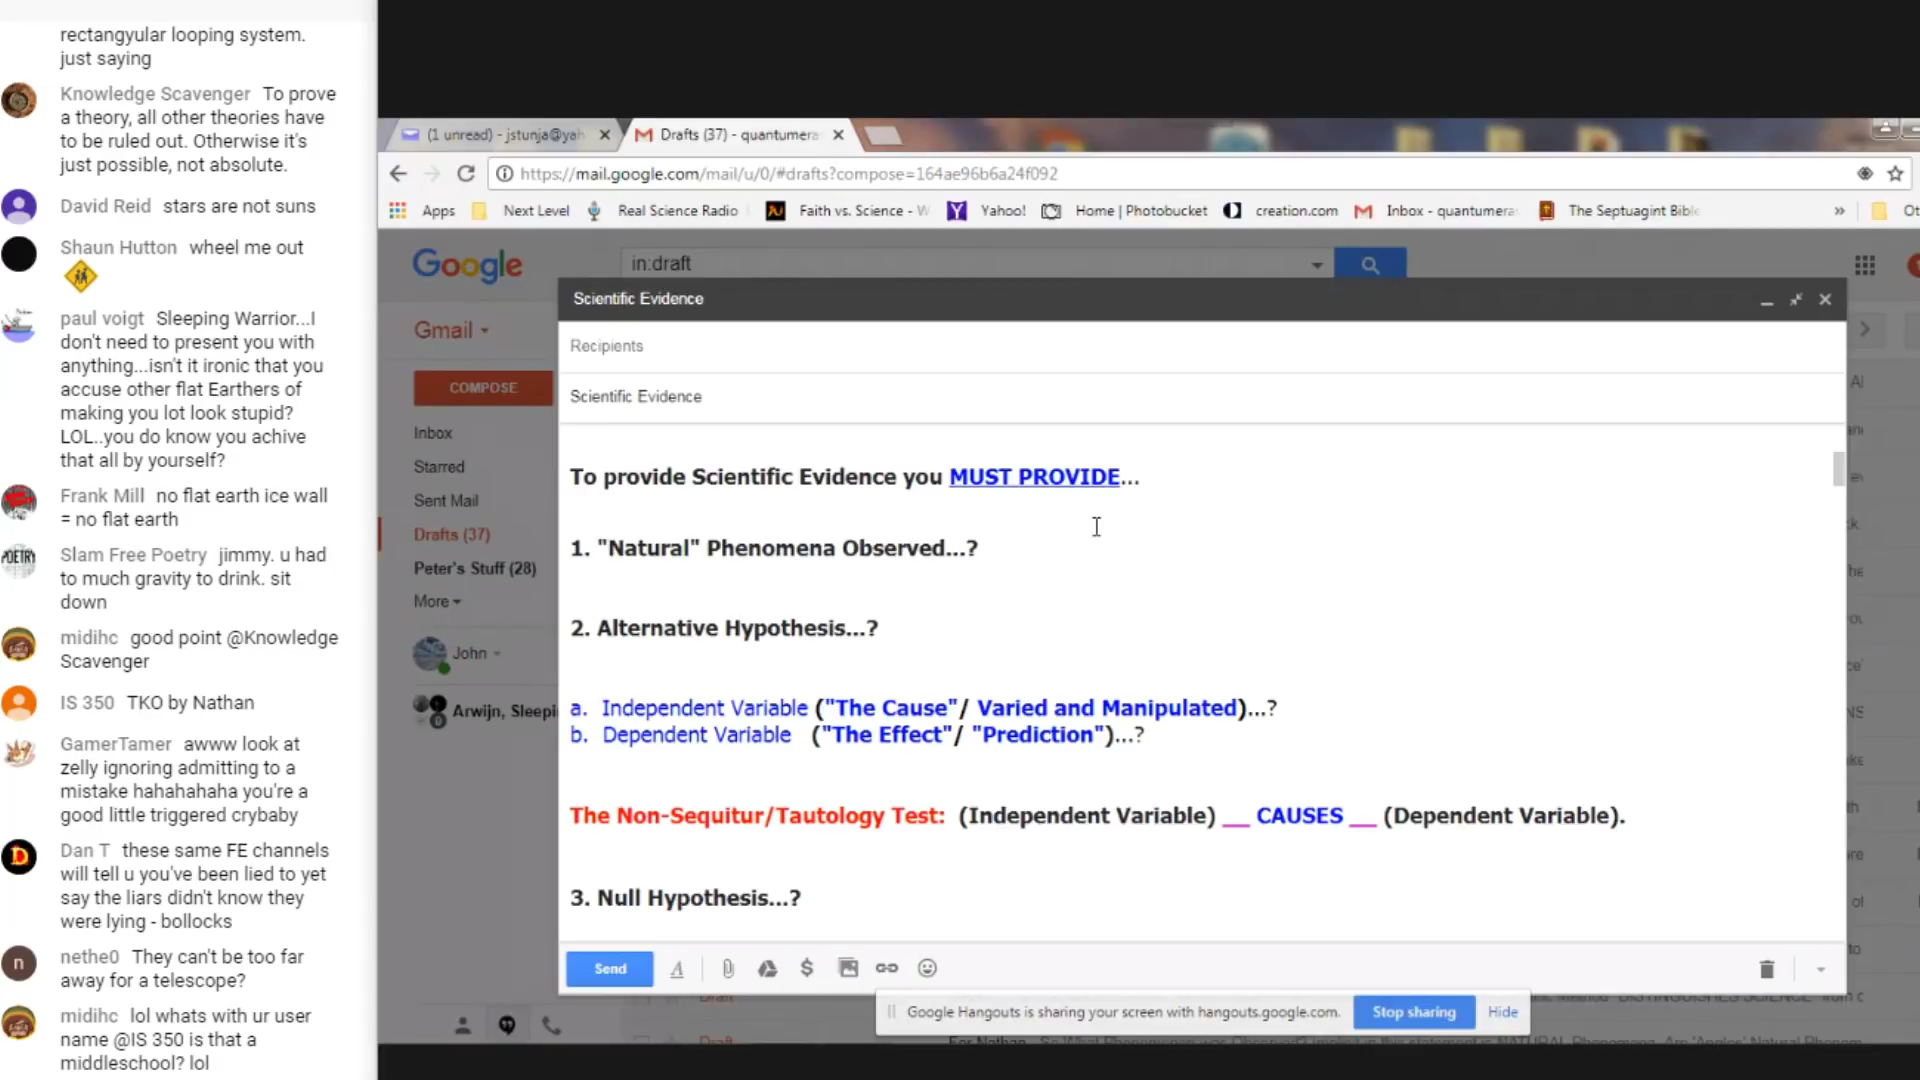 rectangyular looping system.
just saying
Knowledge Scavenger To prove
a theory, all other theories have
to be ruled out. Otherwise it's
just possible, not absolute.
David Reid stars are not suns
Shaun Hutton wheel me out
paul voigt Sleeping Warrior...I
don't need to present you with
anything...isn't it ironic that you
accuse other flat Earthers of
making you lot look stupid?
LOL..you do know you achive
that all by yourself?
Frank Mill no flat earth ice wall
= no flat earth
POETRY
Slam Free Poetry jimmy. u had
to much gravity to drink. sit
down
midihc good point @Knowledge
Scavenger
IS 350 TKO by Nathan
GamerTamer awww look at
zelly ignoring admitting to a
mistake hahahahaha you're a
good little triggered crybaby
D
Dan T these same FE channels
will tell u you've been lied to yet
say the liars didn't know they
were lying - bollocks
n
nethe0 They can't be too far
away for a telescope?
midihc lol whats with ur user
name @IS 350 is that a
middleschool? lol
(1 unread) - jstunja@yah
Drafts (37) - quantumera
https://mail.google.com/mail/u/0/#drafts?compose=164ae96b6a24f092
Apps Next Level Real Science Radio Faith vs. Science - W Yahoo! Home | Photobucket creation.com Inbox - quantumera The Septuagint Bible » Ot
Google
in:draft
Gmail
COMPOSE
Inbox
Starred
Sent Mail
Drafts (37)
Peter's Stuff (28)
More
John
Arwijn, Sleepi
Scientific Evidence
Recipients
Scientific Evidence
To provide Scientific Evidence you MUST PROVIDE...
1. "Natural" Phenomena Observed...?
2. Alternative Hypothesis...?
a. Independent Variable ("The Cause"/ Varied and Manipulated)...?
b. Dependent Variable ("The Effect"/ "Prediction")...?
The Non-Sequitur/Tautology Test: (Independent Variable) __ CAUSES __ (Dependent Variable).
3. Null Hypothesis...?
Send
Google Hangouts is sharing your screen with hangouts.google.com.
Stop sharing
Hide